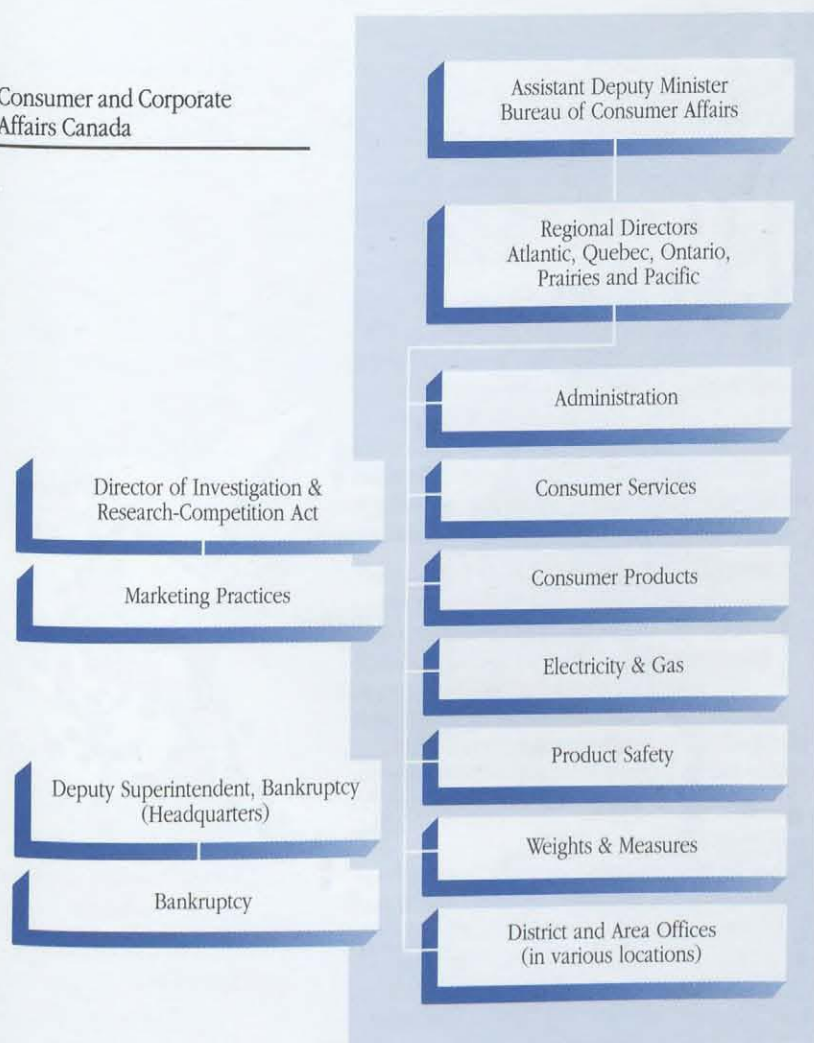 Consumer and Corporate
Affairs Canada
Assistant Deputy Minister
Bureau of Consumer Affairs
Regional Directors
Atlantic, Quebec, Ontario,
Prairies and Pacific
Administration
Consumer Services
Consumer Products
Electricity & Gas
Product Safety
Weights & Measures
District and Area Offices
(in various locations)
Director of Investigation &
Research-Competition Act
Marketing Practices
Deputy Superintendent, Bankruptcy
(Headquarters)
Bankruptcy